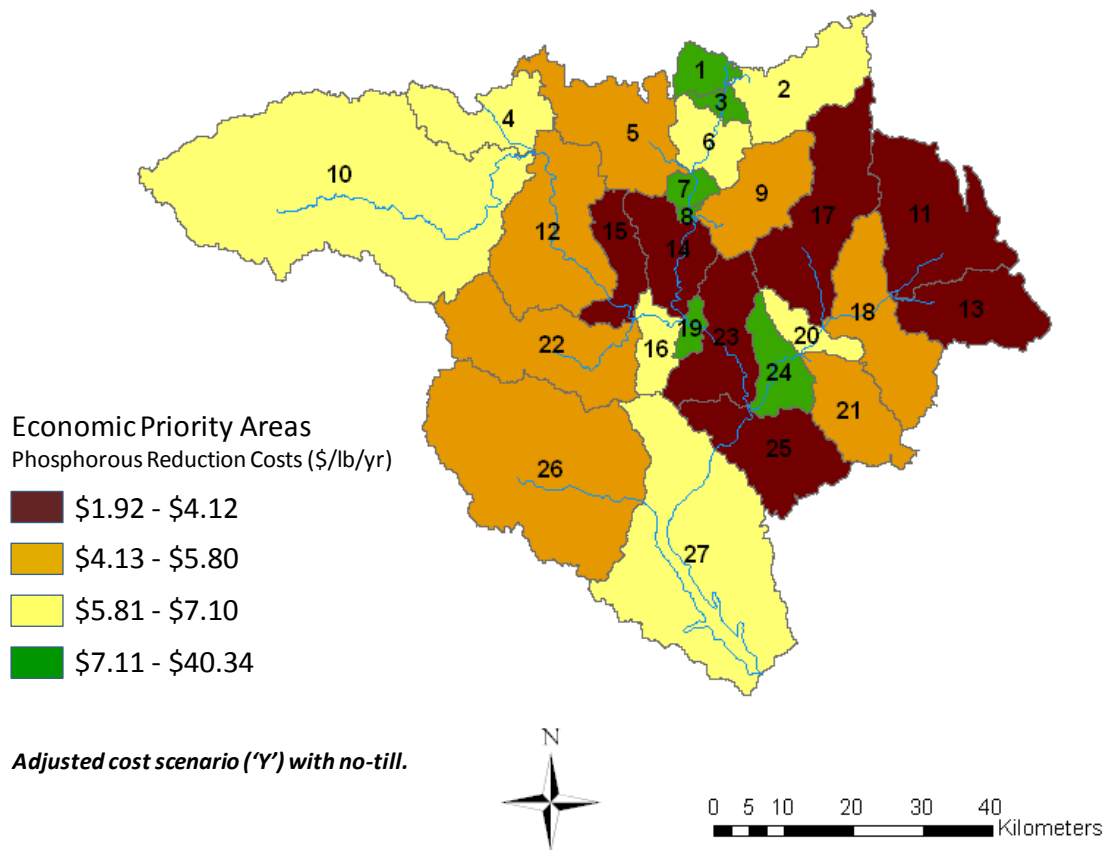 1
2
3
4
5
6
7
8
9
10
11
12
13
14
15
16
17
18
19
20
21
22
23
24
25
26
27
Economic Priority Areas
Phosphorous Reduction Costs ($/lb/yr)
$1.92 - $4.12
$4.13 - $5.80
$5.81 - $7.10
$7.11 - $40.34
Adjusted cost scenario (‘Y’) with no-till.
N
0 5 10 20 30 40
Kilometers